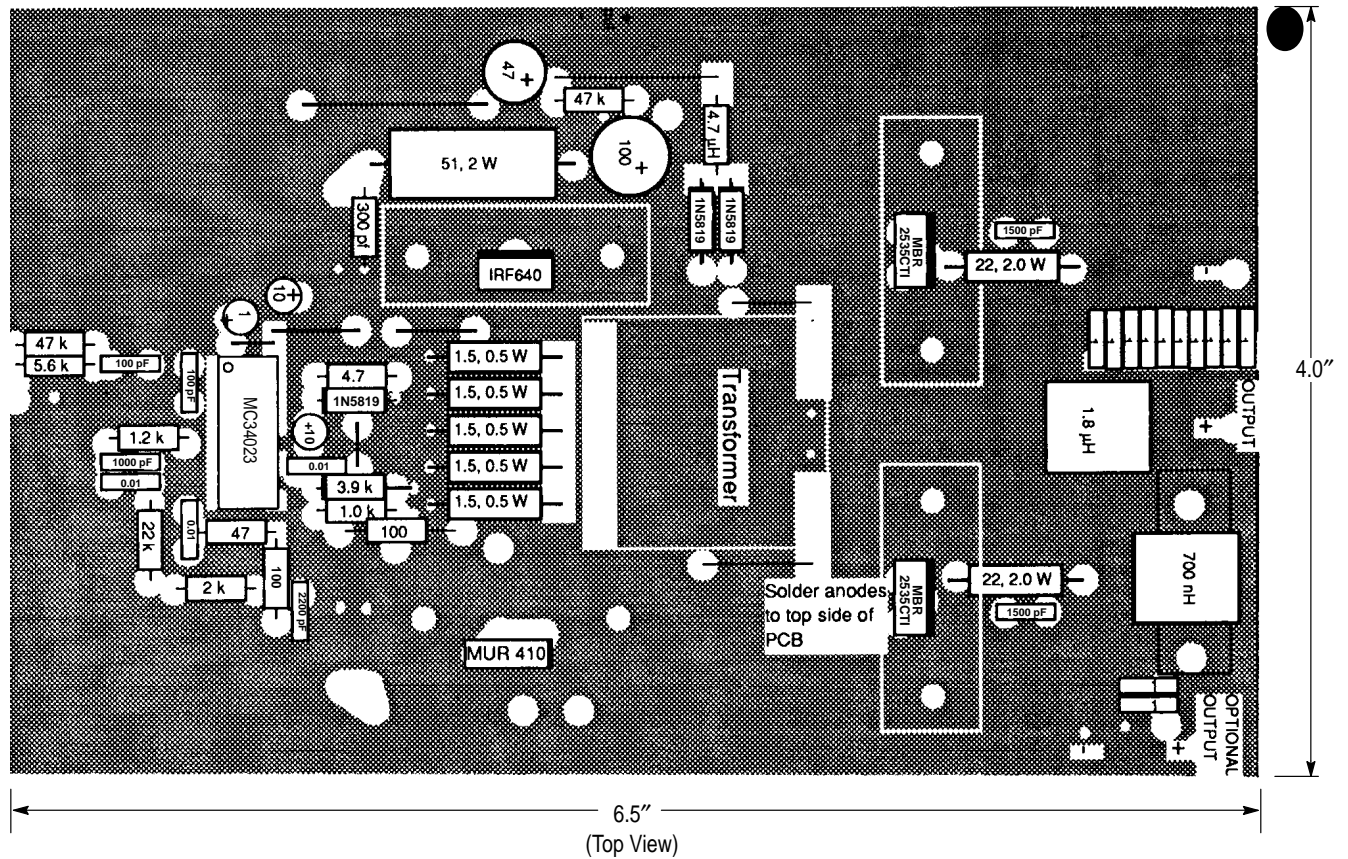 47
+
47 k
4.7 μH
100
+
51, 2 W
300 pf
1N5819
1N5819
IRF640
MBR
2535CTI
1500 pF
22, 2.0 W
-
10
+
1
+
47 k
5.6 k
100 pF
100 pF
MC34023
4.7
1N5819
+10
0.01
3.9 k
1.0 k
100
1.5, 0.5 W
1.5, 0.5 W
1.5, 0.5 W
1.5, 0.5 W
1.5, 0.5 W
Transformer
1.8 μH
OUTPUT
+
4.0″
1.2 k
1000 pF
0.01
22 k
0.01
47
100
2 k
2200 pF
MUR 410
Solder anodes
to top side of
PCB
MBR
2535CTI
22, 2.0 W
1500 pF
700 nH
OPTIONAL
OUTPUT
-
+
6.5″
(Top View)